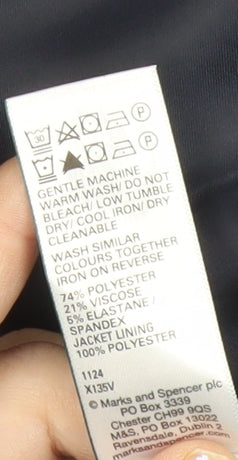 30 P
P
GENTLE MACHINE
WARM WASH/ DO NOT
BLEACH/ LOW TUMBLE
DRY/ COOL IRON/ DRY
CLEANABLE
WASH SIMILAR
COLOURS TOGETHER
IRON ON REVERSE
74% POLYESTER
21% VISCOSE
5% ELASTANE/
SPANDEX
JACKET LINING
100% POLYESTER
1124
X135V
© Marks and Spencer plc
PO Box 3339
Chester CH99 9QS
M&S, PO Box 13022
Ravensdale, Dublin 2
marksandspencer.com